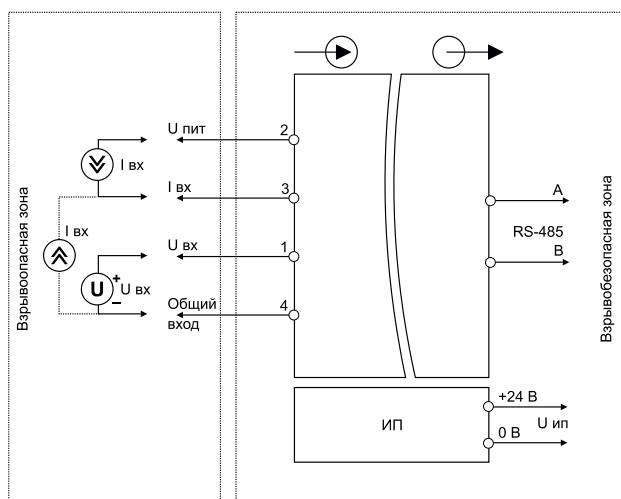 Взрывоопасная зона
U пит
2
I вх
I вх
3
I вх
U вх
1
U
+
–
U вх
Общий
вход
4
A
RS-485
B
Взрывобезопасная зона
ИП
+24 В
U ип
0 В